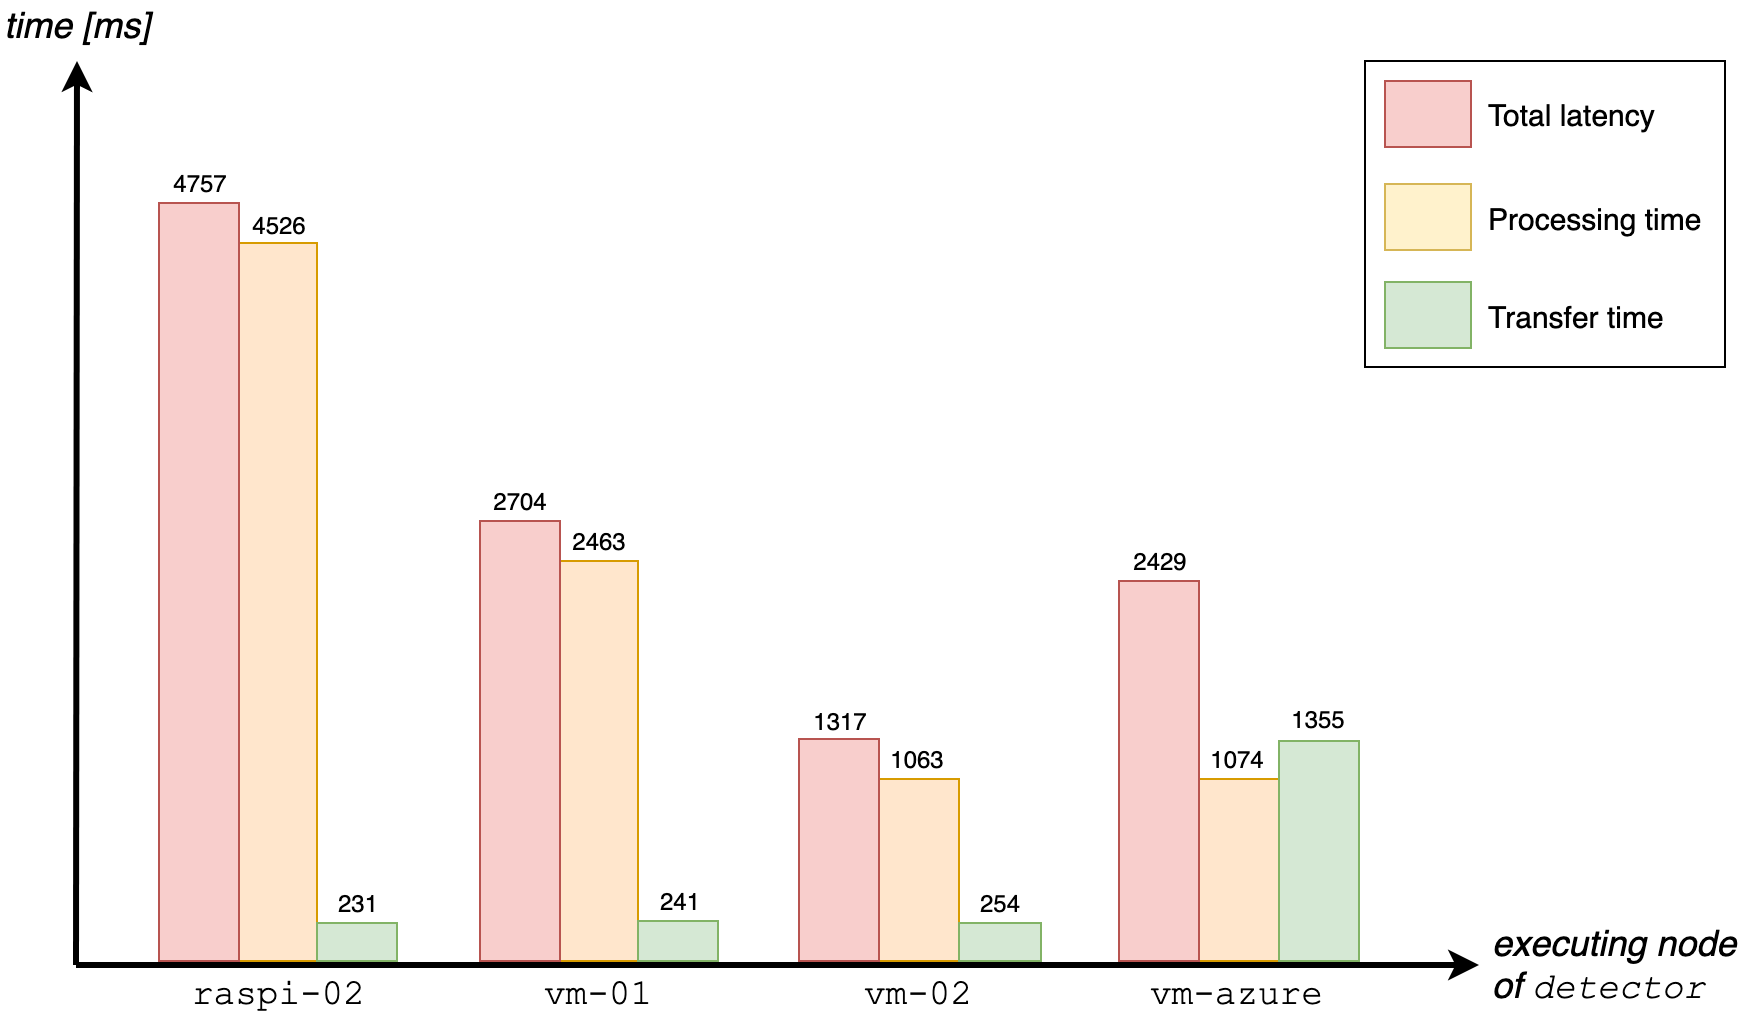 time [ms]
Total latency
Processing time
Transfer time
4757
4526
231
2704
2463
241
1317
1063
254
2429
1074
1355
raspi-02
vm-01
vm-02
vm-azure
executing node
of detector